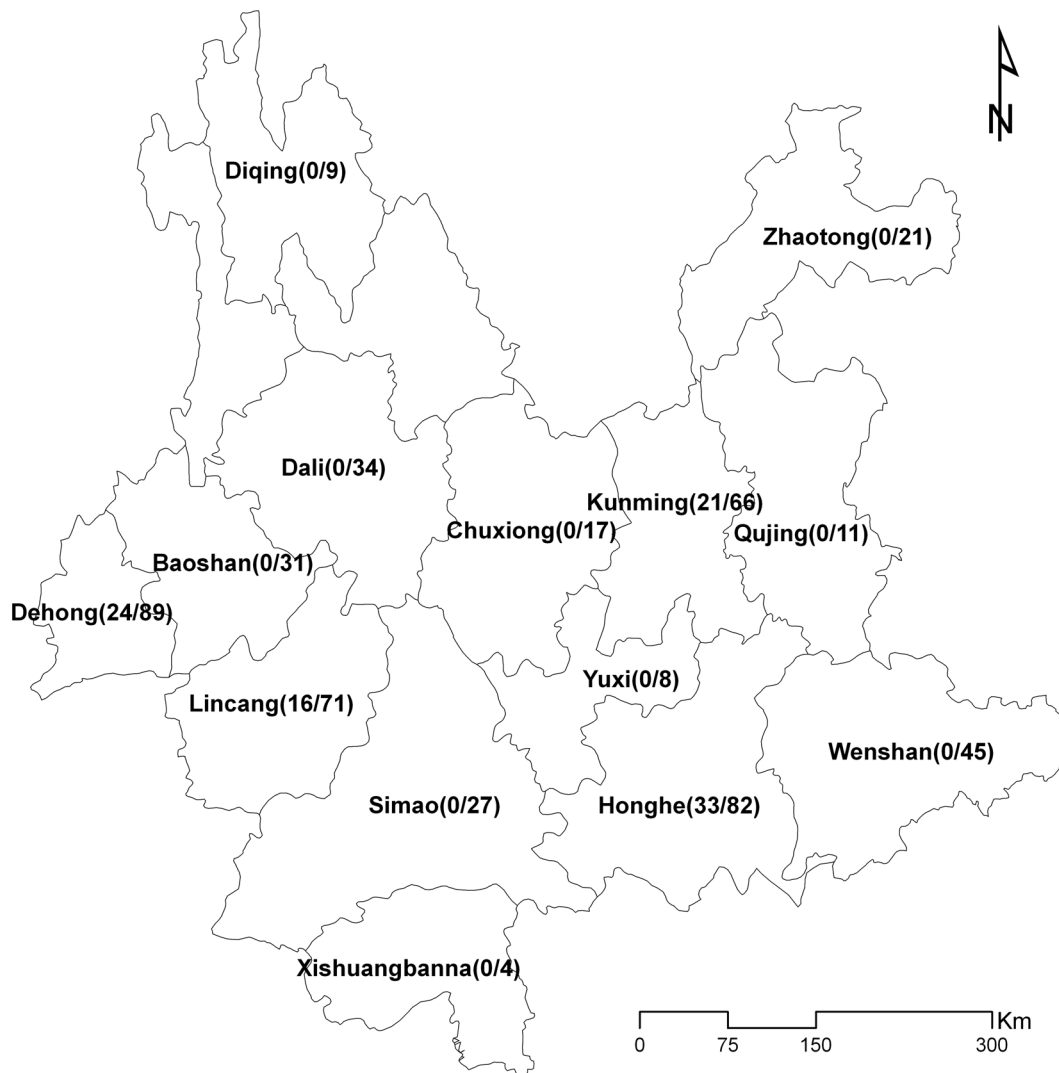 N
Diqing(0/9)
Zhaotong(0/21)
Dali(0/34)
Kunming(21/66)
Chuxiong(0/17)
Qujing(0/11)
Baoshan(0/31)
Dehong(24/89)
Yuxi(0/8)
Lincang(16/71)
Wenshan(0/45)
Simao(0/27)
Honghe(33/82)
Xishuangbanna(0/4)
Km
0 75 150 300